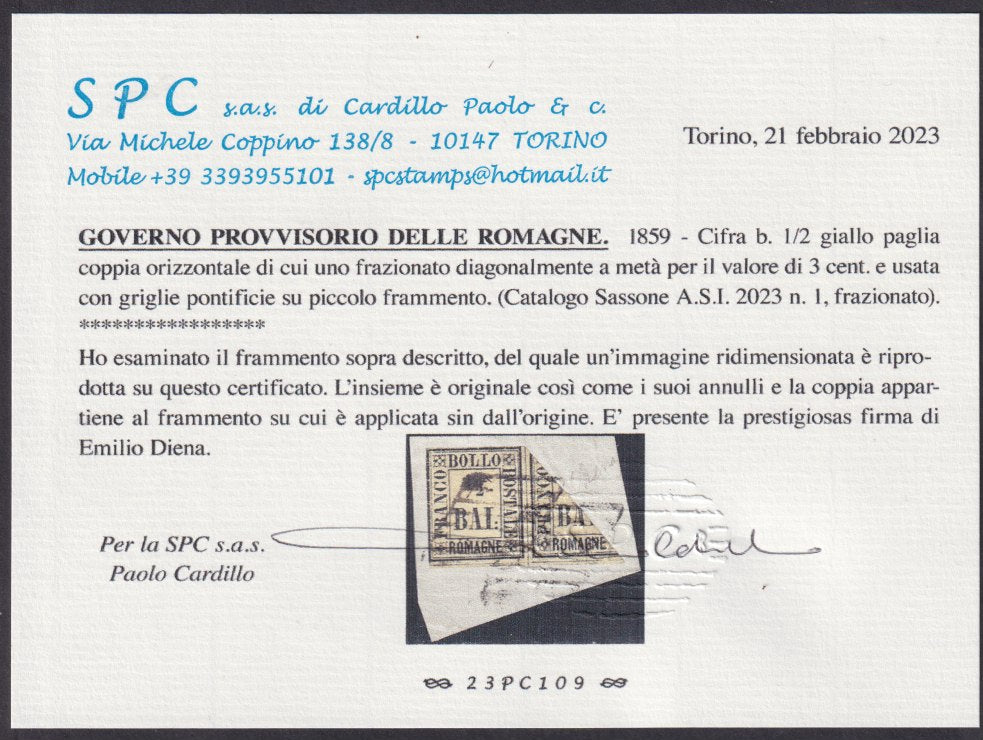 SPC s.a.s. di Cardillo Paolo & c.
Via Michele Coppino 138/8 - 10147 TORINO
Mobile +39 3393955101 - spcstamps@hotmail.it
Torino, 21 febbraio 2023
GOVERNO PROVVISORIO DELLE ROMAGNE. 1859 - Cifra b. 1/2 giallo paglia
coppia orizzontale di cui uno frazionato diagonalmente a metà per il valore di 3 cent. e usata
con griglie pontificie su piccolo frammento. (Catalogo Sassone A.S.I. 2023 n. 1, frazionato).
*****************
Ho esaminato il frammento sopra descritto, del quale un'immagine ridimensionata è ripro-
dotta su questo certificato. L'insieme è originale così come i suoi annulli e la coppia appar-
tiene al frammento su cui è applicata sin dall'origine. E' presente la prestigiosas firma di
Emilio Diena.
BOLLO
FRANCO
POSTALE
BAI:
ROMAGNE
FRANCO
BA
ROMAGNE
Per la SPC s.a.s.
Paolo Cardillo
23PC109